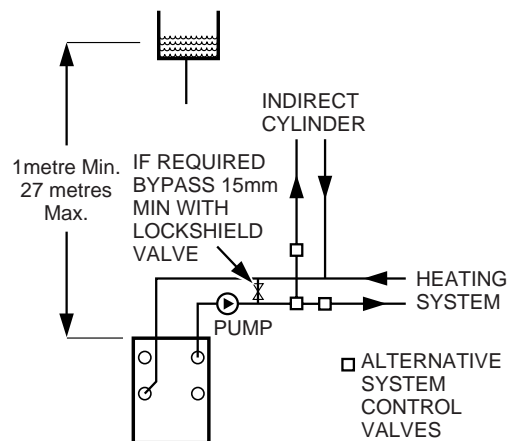 INDIRECT
CYLINDER
1metre Min.
27 metres
Max.
IF REQUIRED
BYPASS 15mm
MIN WITH
LOCKSHIELD
VALVE
HEATING
SYSTEM
PUMP
ALTERNATIVE
SYSTEM
CONTROL
VALVES